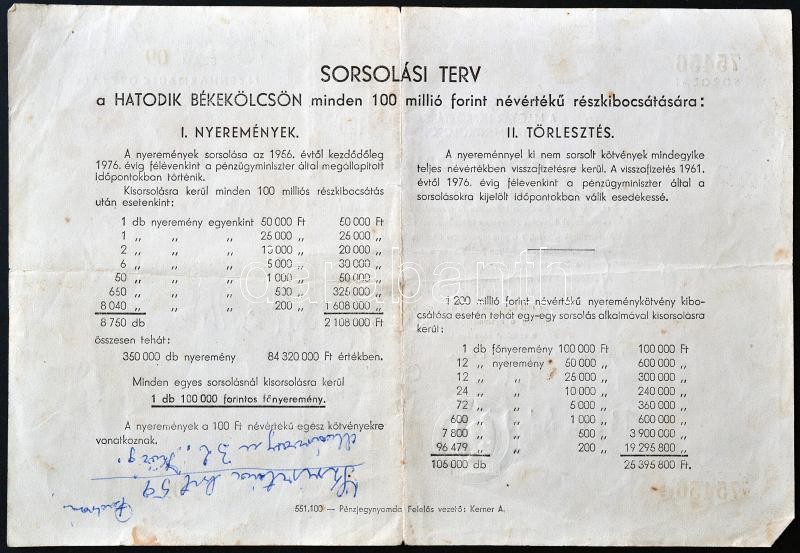 SORSOLÁSI TERV
a HATODIK BÉKEKÖLCSÖN minden 100 millió forint névértékű részkibocsátására:
I. NYEREMÉNYEK.
A nyeremények sorsolása az 1956. évtől kezdődőleg
1976. évig félévenkint a pénzügyminiszter által megállapított
időpontokban történik.
Kisorsolásra kerül minden 100 milliós részkibocsátás
után esetenkint:
1 db nyeremény egyenkint 50 000 Ft 50 000 Ft
1 „ „ „ 25 000 „ 25 000 „
2 „ „ „ 10 000 „ 20 000 „
6 „ „ „ 5 000 „ 30 000 „
50 „ „ „ 1 000 „ 50 000 „
650 „ „ „ 500 „ 325 000 „
8 040 „ „ „ 200 „ 1 608 000 „
8 750 db 2 108 000 Ft
összesen tehát:
350 000 db nyeremény 84 320 000 Ft értékben.
Minden egyes sorsolásnál kisorsolásra kerül
1 db 100 000 forintos főnyeremény.
A nyeremények a 100 Ft névértékű egész kötvényekre
vonatkoznak.
II. TÖRLESZTÉS.
A nyereménnyel ki nem sorsolt kötvények mindegyike
teljes névértékben visszafizetésre kerül. A visszafizetés 1961.
évtől 1976. évig félévenkint a pénzügyminiszter által a
sorsolásokra kijelölt időpontokban válik esedékessé.
A 200 millió forint névértékű nyereménykötvény kibo-
csátása esetén tehát egy-egy sorsolás alkalmával kisorsolásra
kerül:
1 db főnyeremény 100 000 Ft 100 000 Ft
12 „ nyeremény 50 000 „ 600 000 „
12 „ „ 25 000 „ 300 000 „
24 „ „ 10 000 „ 240 000 „
72 „ „ 5 000 „ 360 000 „
600 „ „ 1 000 „ 600 000 „
7 800 „ „ 500 „ 3 900 000 „
96 479 „ „ 200 „ 19 295 800 „
105 000 db 25 395 800 Ft.
551.100 — Pénzjegynyomda Felelős vezető: Kerner A.
darabanth